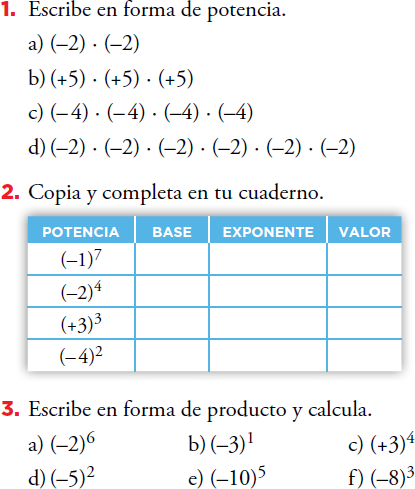 1. Escribe en forma de potencia.
a) (–2) · (–2)
b) (+5) · (+5) · (+5)
c) (–4) · (–4) · (–4) · (–4)
d) (–2) · (–2) · (–2) · (–2) · (–2) · (–2)
2. Copia y completa en tu cuaderno.
POTENCIA BASE EXPONENTE VALOR
(–1)⁷
(–2)⁴
(+3)³
(–4)²
3. Escribe en forma de producto y calcula.
a) (–2)⁶ b) (–3)¹ c) (+3)⁴
d) (–5)² e) (–10)⁵ f) (–8)³